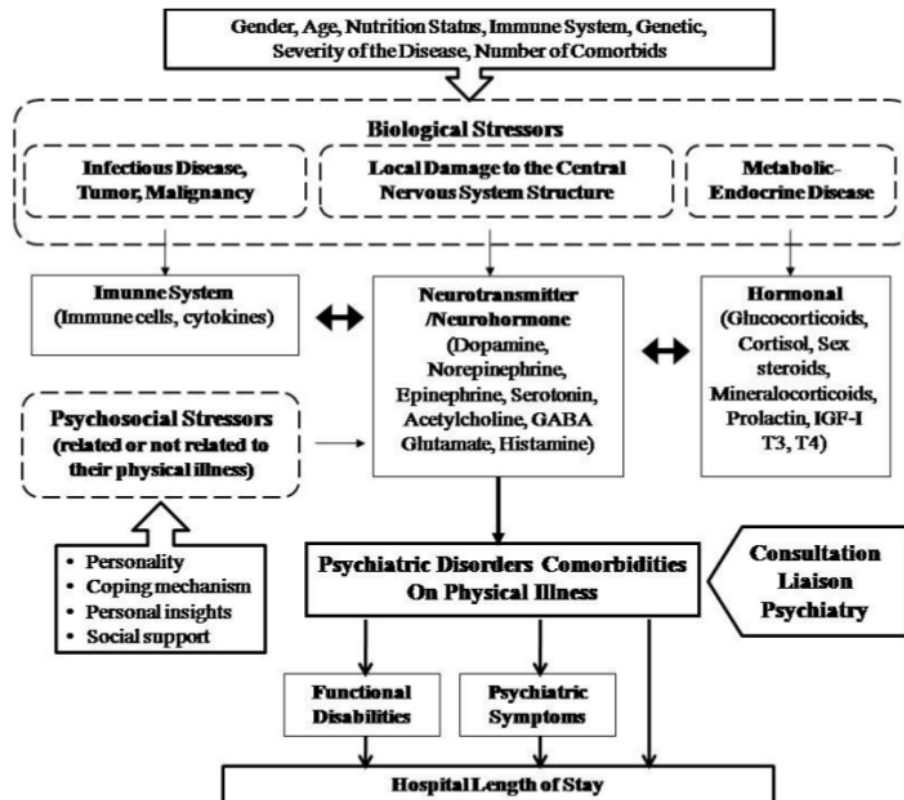 Gender, Age, Nutrition Status, Immune System, Genetic,
Severity of the Disease, Number of Comorbids
Biological Stressors
Infectious Disease,
Tumor, Malignancy
Local Damage to the Central
Nervous System Structure
Metabolic-
Endocrine Disease
Imunne System
(Immune cells, cytokines)
Neurotransmitter
/Neurohormone
(Dopamine,
Norepinephrine,
Epinephrine, Serotonin,
Acetylcholine, GABA
Glutamate, Histamine)
Hormonal
(Glucocorticoids,
Cortisol, Sex
steroids,
Mineralocorticoids,
Prolactin, IGF-I
T3, T4)
Psychosocial Stressors
(related or not related to
their physical illness)
• Personality
• Coping mechanism
• Personal insights
• Social support
Psychiatric Disorders Comorbidities
On Physical Illness
Consultation
Liaison
Psychiatry
Functional
Disabilities
Psychiatric
Symptoms
Hospital Length of Stay